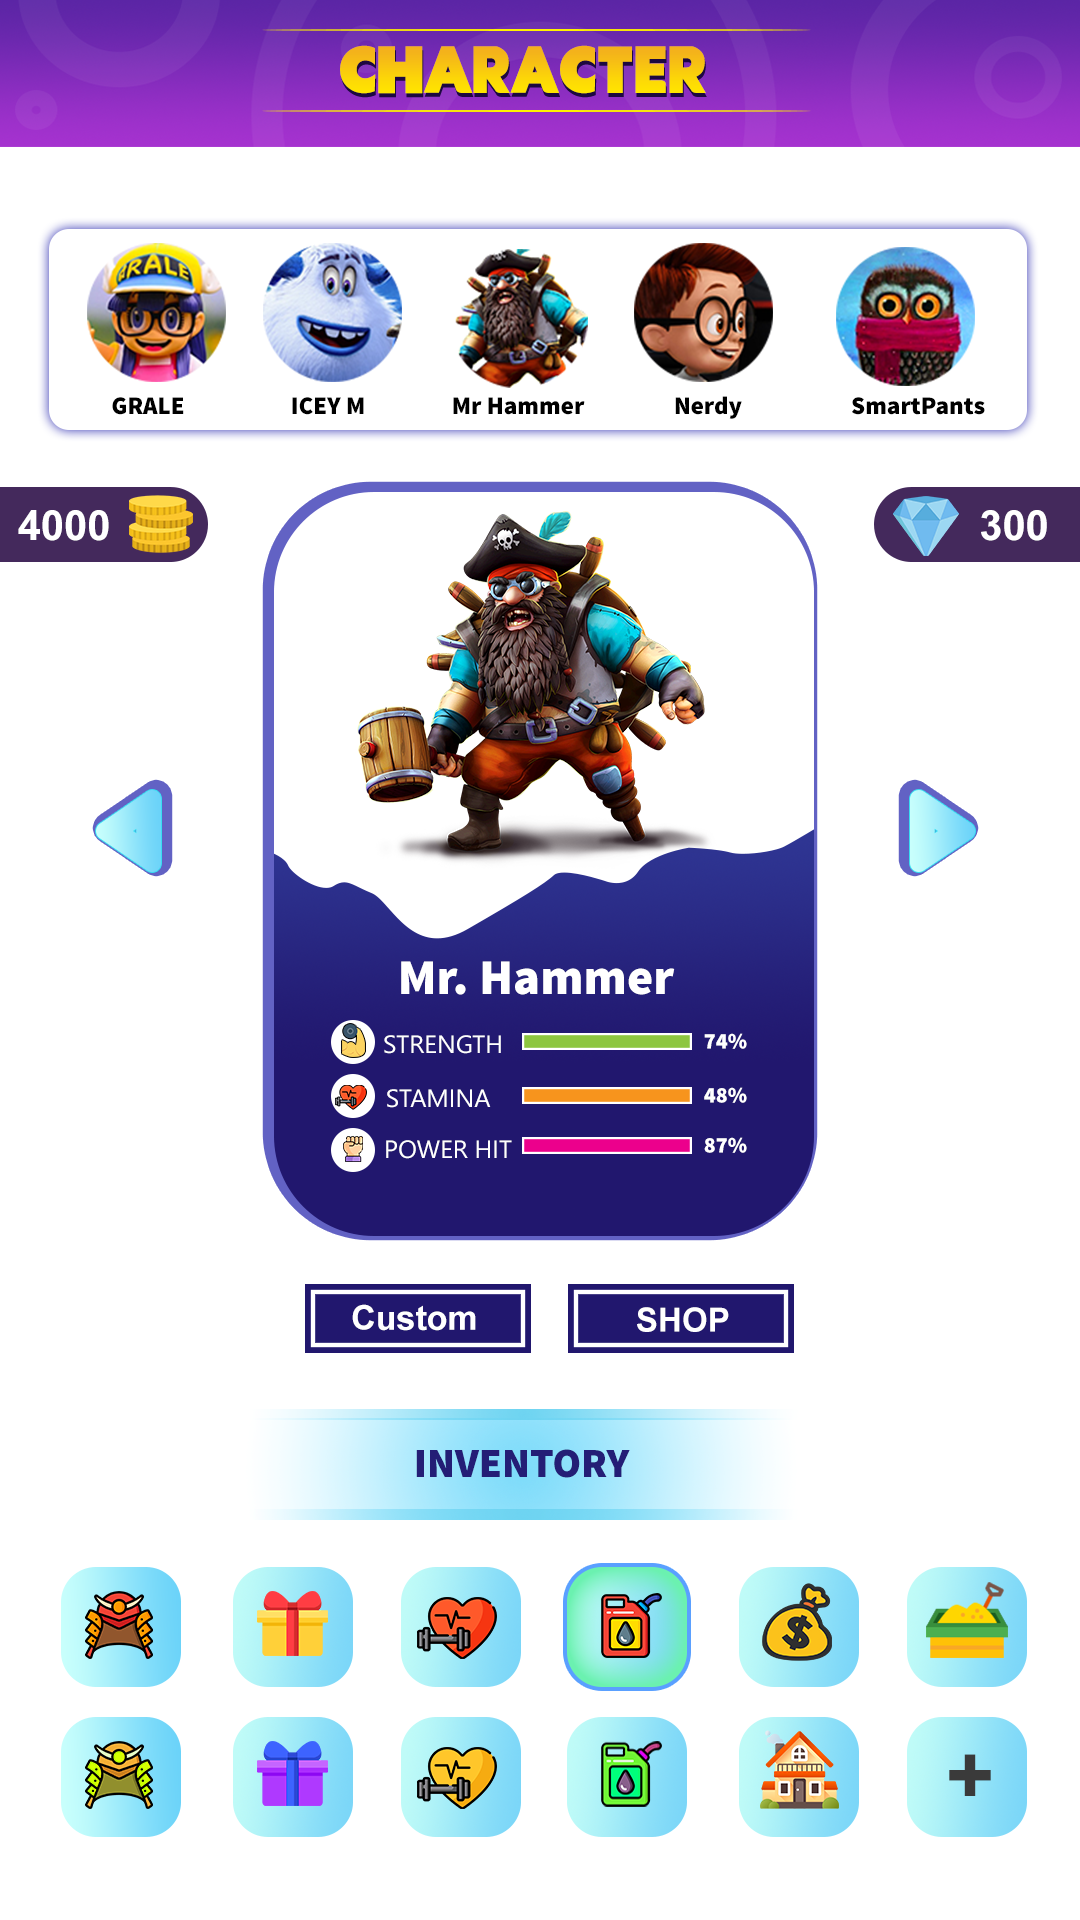 CHARACTER
GRALE
GRALE
ICEY M
Mr Hammer
Nerdy
SmartPants
4000
300
Mr. Hammer
STRENGTH 74%
STAMINA 48%
POWER HIT 87%
Custom
SHOP
INVENTORY
$
+